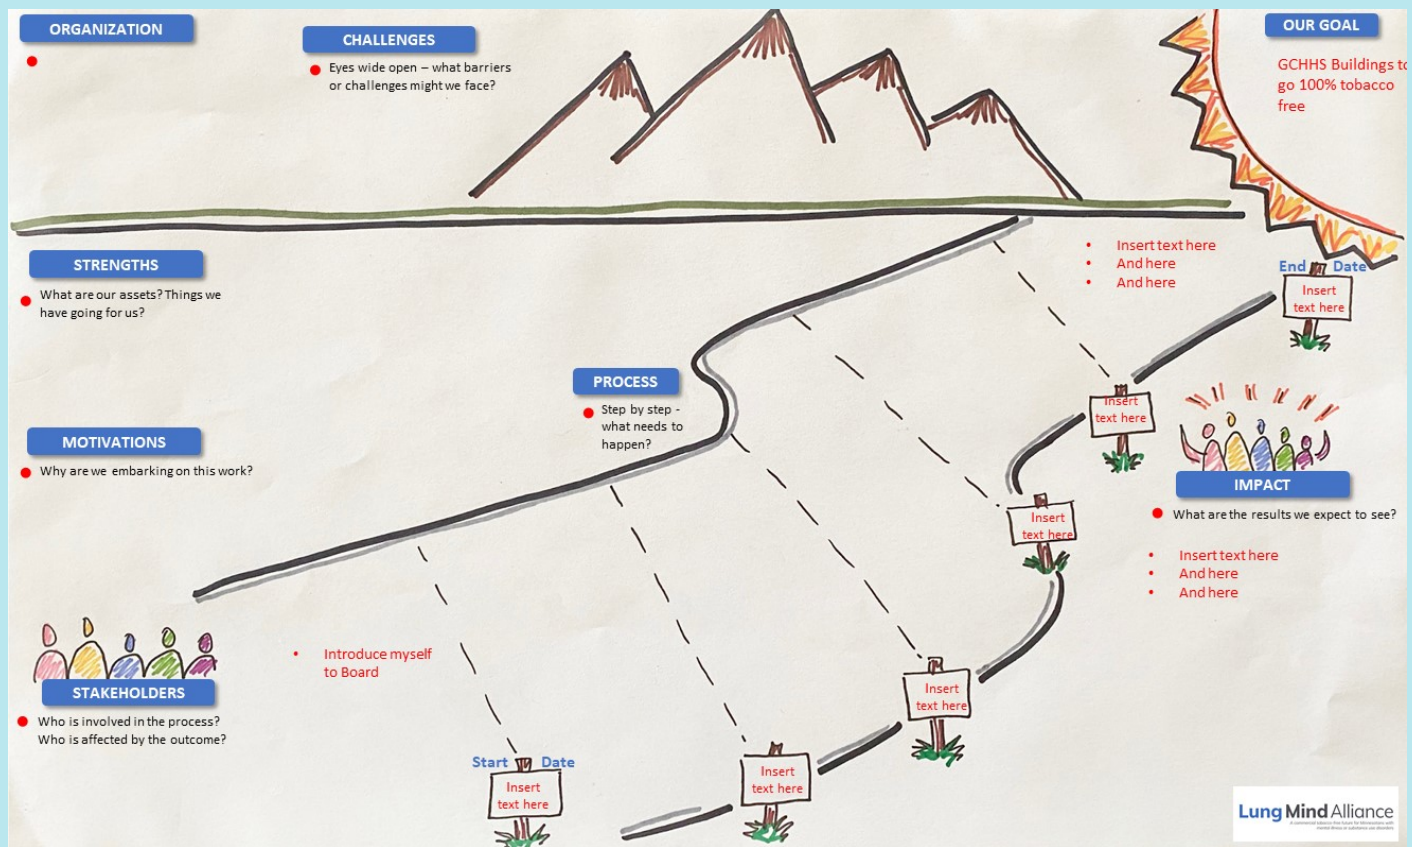 ORGANIZATION
CHALLENGES
Eyes wide open – what barriers
or challenges might we face?
OUR GOAL
GCHHS Buildings to
go 100% tobacco
free
STRENGTHS
What are our assets? Things we
have going for us?
Insert text here
And here
And here
End Date
Insert
text here
PROCESS
Step by step -
what needs to
happen?
Insert
text here
MOTIVATIONS
Why are we embarking on this work?
IMPACT
What are the results we expect to see?
Insert text here
And here
And here
Insert
text here
Introduce myself
to Board
STAKEHOLDERS
Who is involved in the process?
Who is affected by the outcome?
Insert
text here
Start Date
Insert
text here
Insert
text here
Lung Mind Alliance